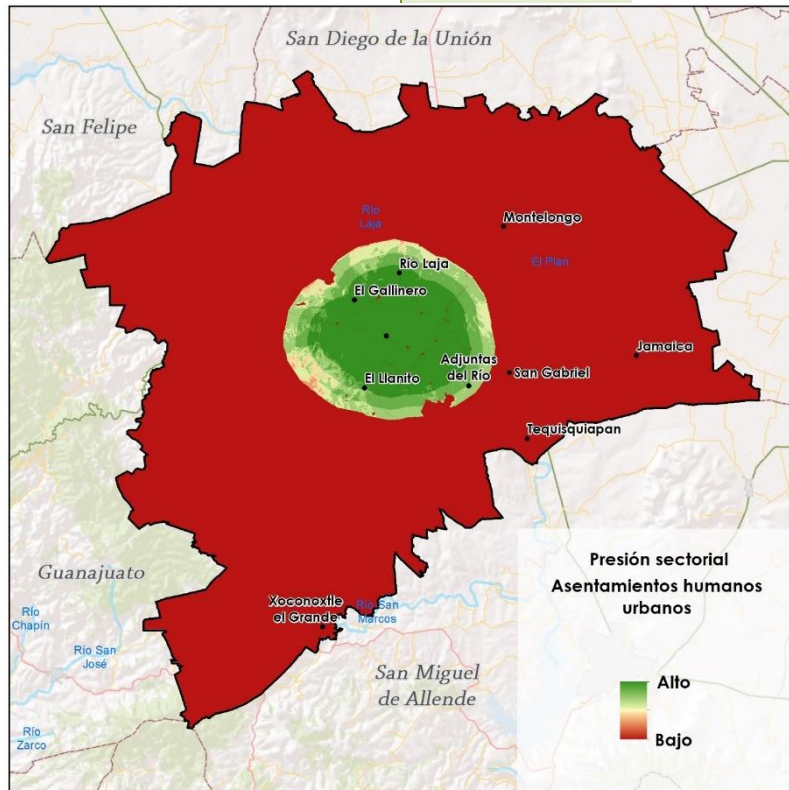 San Diego de la Unión
San Felipe
Río
Laja
Montelongo
El Plan
Río Laja
El Gallinero
Jamaica
Adjuntas
del Río
San Gabriel
El Llanito
Tequisquiapan
Guanajuato
Río
Chapín
Río San
José
Río
Zarco
Xoconoxtle
el Grande
Río San
Marcos
San Miguel
de Allende
Presión sectorial
Asentamientos humanos
urbanos
Alto
Bajo